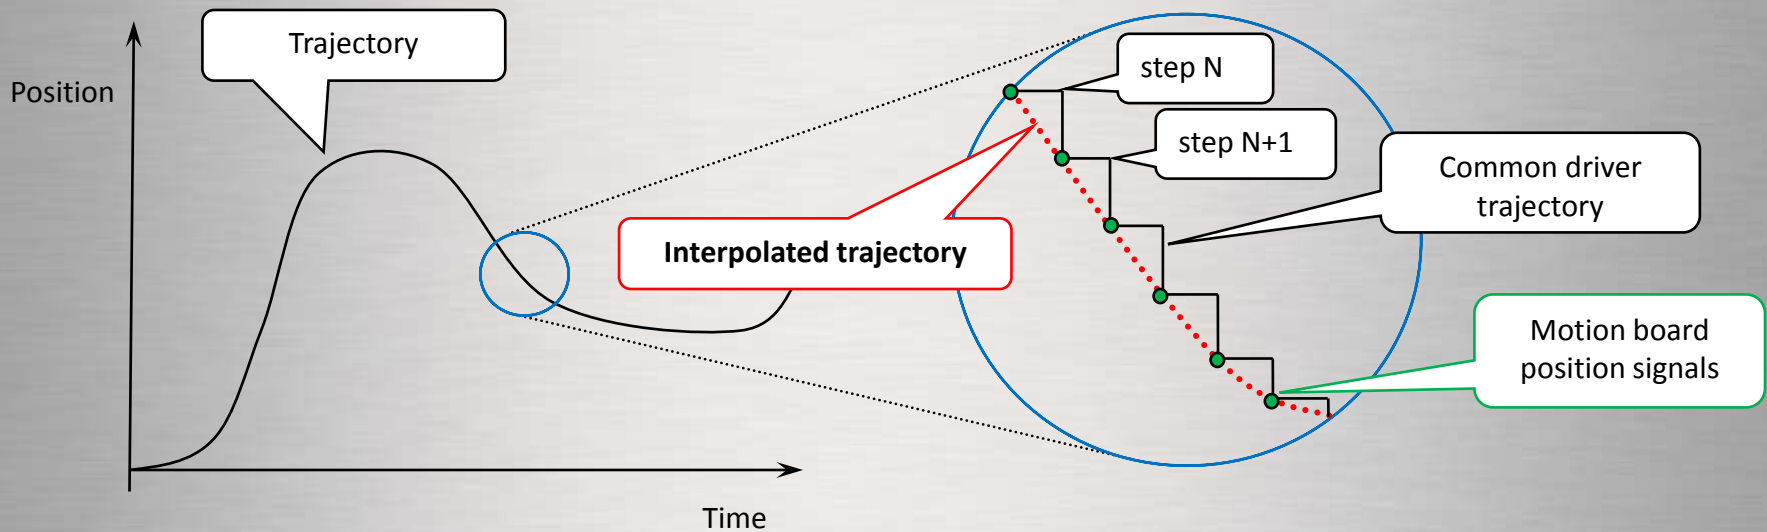 Trajectory
Position
step N
step N+1
Common driver
trajectory
Interpolated trajectory
Motion board
position signals
Time